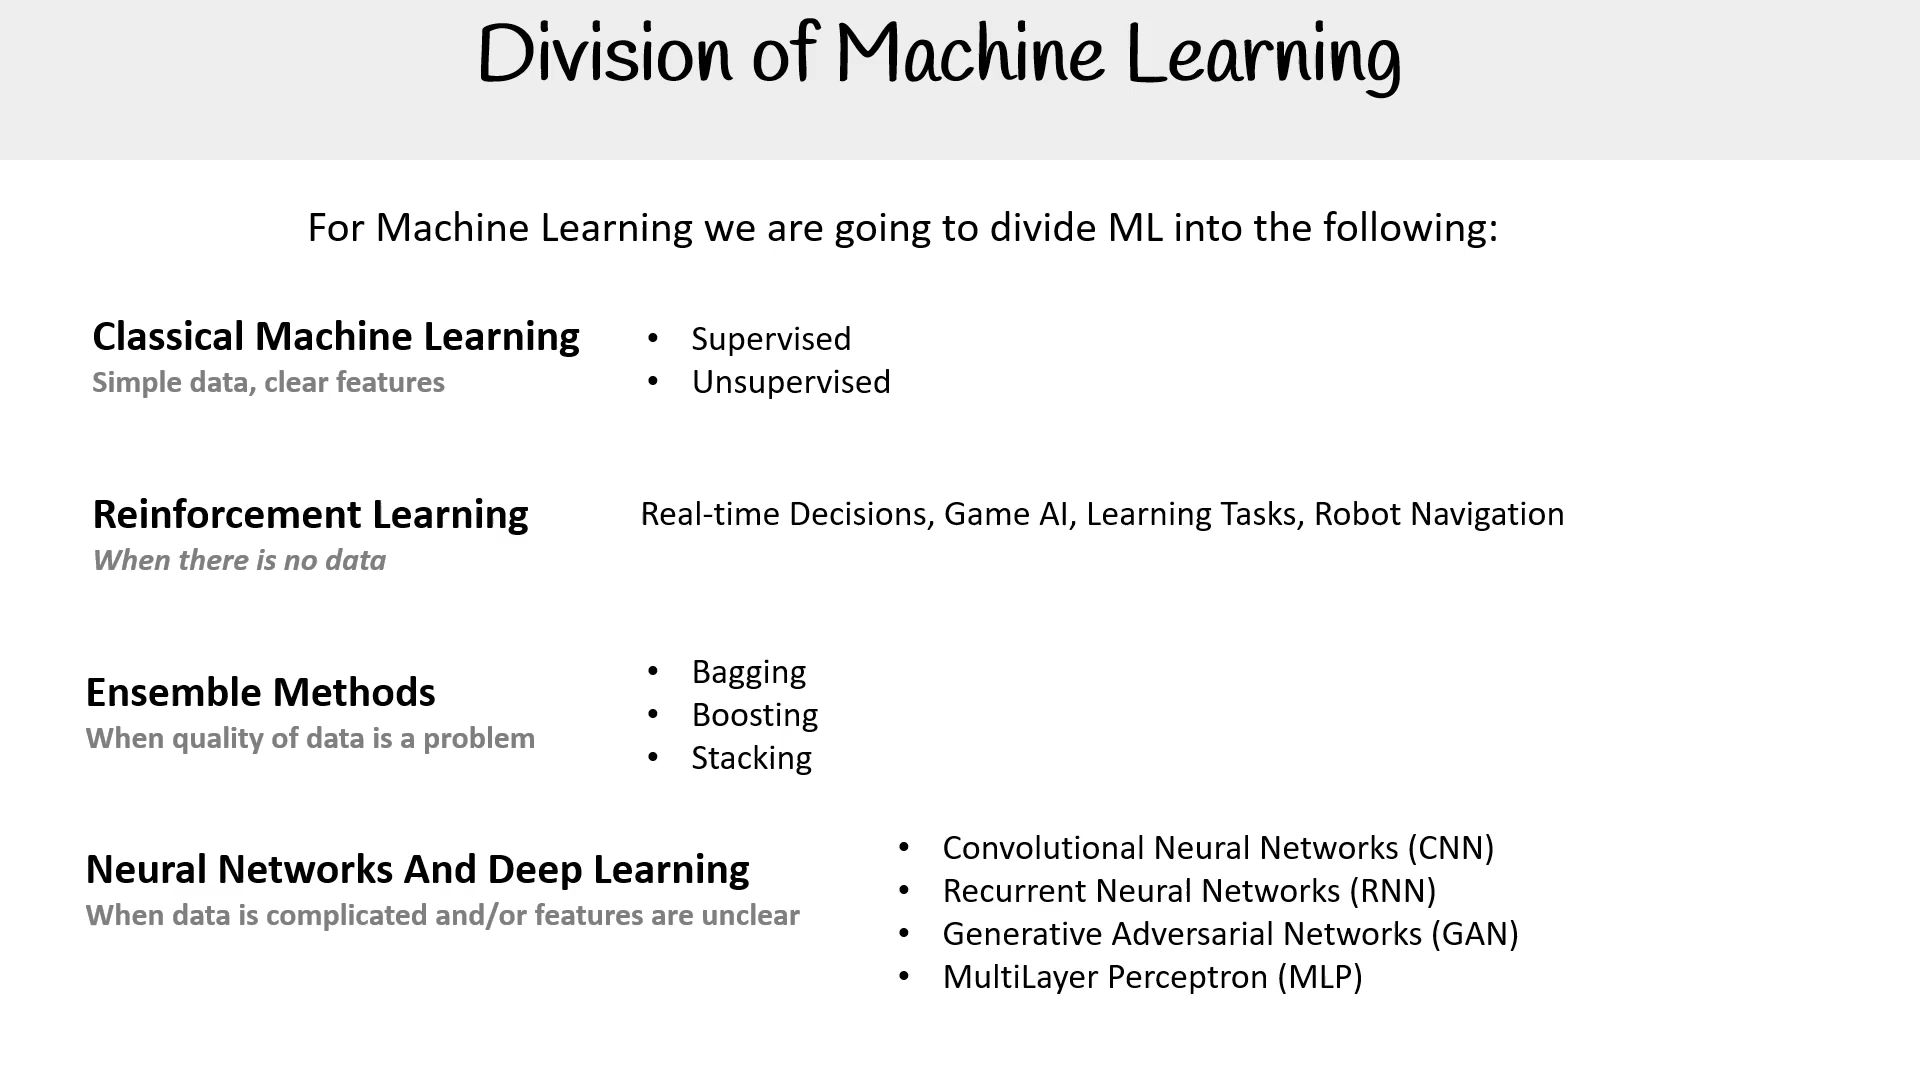 Division of Machine Learning
For Machine Learning we are going to divide ML into the following:
Classical Machine Learning
Simple data, clear features
• Supervised
• Unsupervised
Reinforcement Learning
When there is no data
Real-time Decisions, Game AI, Learning Tasks, Robot Navigation
Ensemble Methods
When quality of data is a problem
• Bagging
• Boosting
• Stacking
Neural Networks And Deep Learning
When data is complicated and/or features are unclear
• Convolutional Neural Networks (CNN)
• Recurrent Neural Networks (RNN)
• Generative Adversarial Networks (GAN)
• MultiLayer Perceptron (MLP)